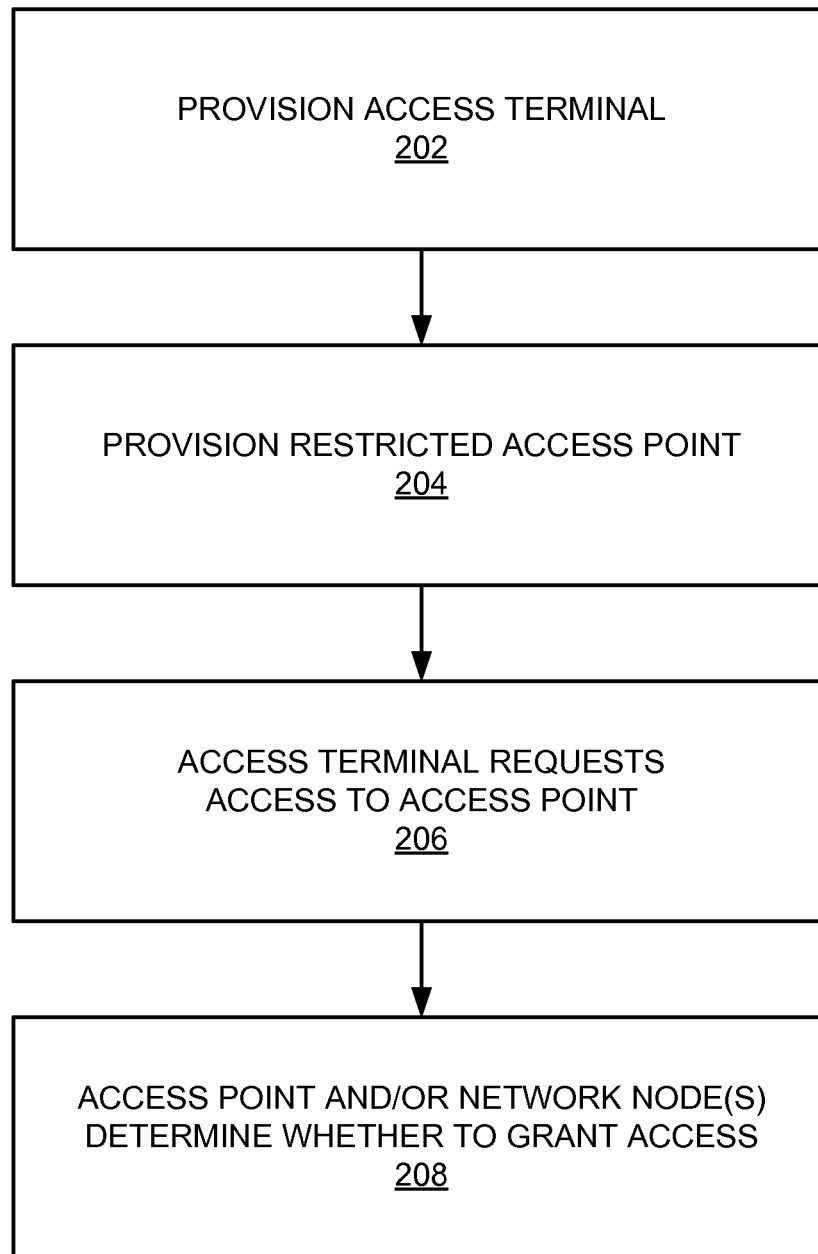 PROVISION ACCESS TERMINAL
202
PROVISION RESTRICTED ACCESS POINT
204
ACCESS TERMINAL REQUESTS
ACCESS TO ACCESS POINT
206
ACCESS POINT AND/OR NETWORK NODE(S)
DETERMINE WHETHER TO GRANT ACCESS
208